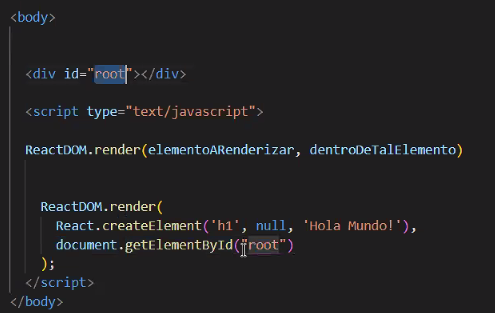 <body>
<div id="root"></div>
<script type="text/javascript">
ReactDOM.render(elementoARenderizar, dentroDeTalElemento)
ReactDOM.render(
React.createElement('h1', null, 'Hola Mundo!'),
document.getElementById("root")
);
</script>
</body>